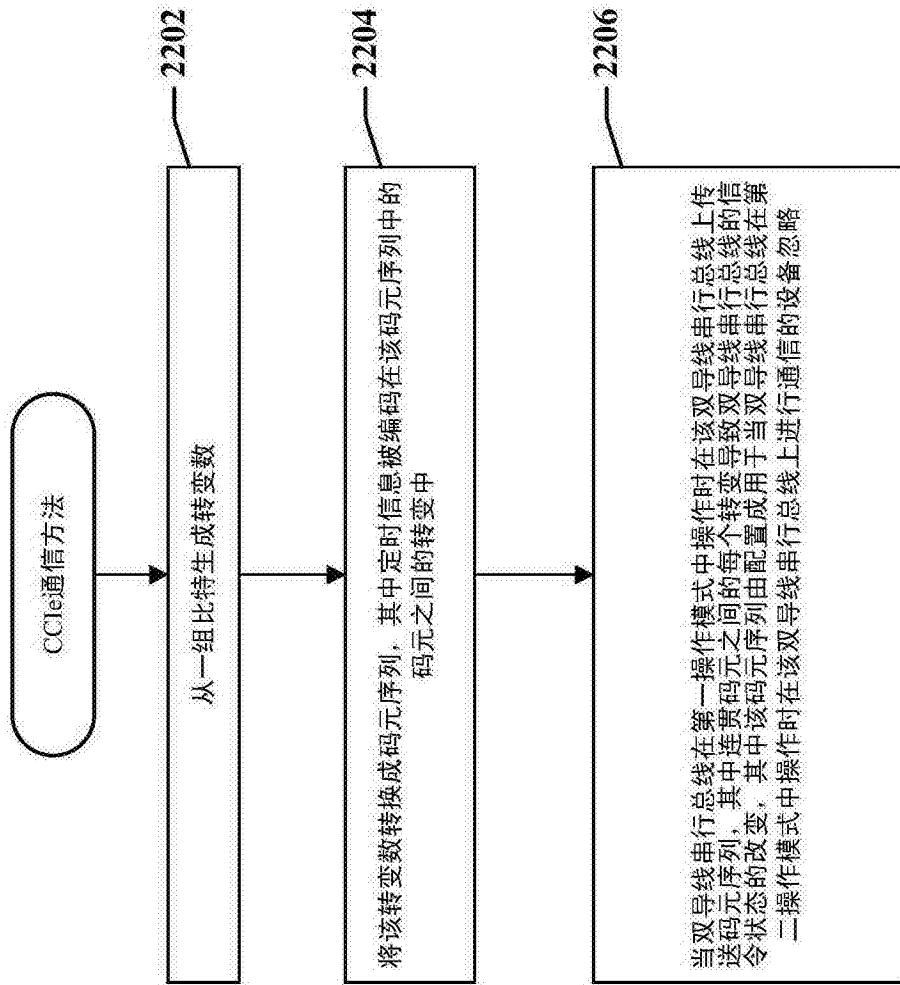 CCIe通信方法
2202
从一组比特生成转变数
2204
将该转变数转换成码元序列，其中定时信息被编码在该码元序列中的
码元之间的转变中
2206
当双导线串行总线在第一操作模式中操作时在该双导线串行总线上传
送码元序列，其中连贯码元之间的每个转变导致双导线串行总线的信
令状态的改变，其中该码元序列由配置成用于当双导线串行总线在第
二操作模式中操作时在该双导线串行总线上进行通信的设备忽略